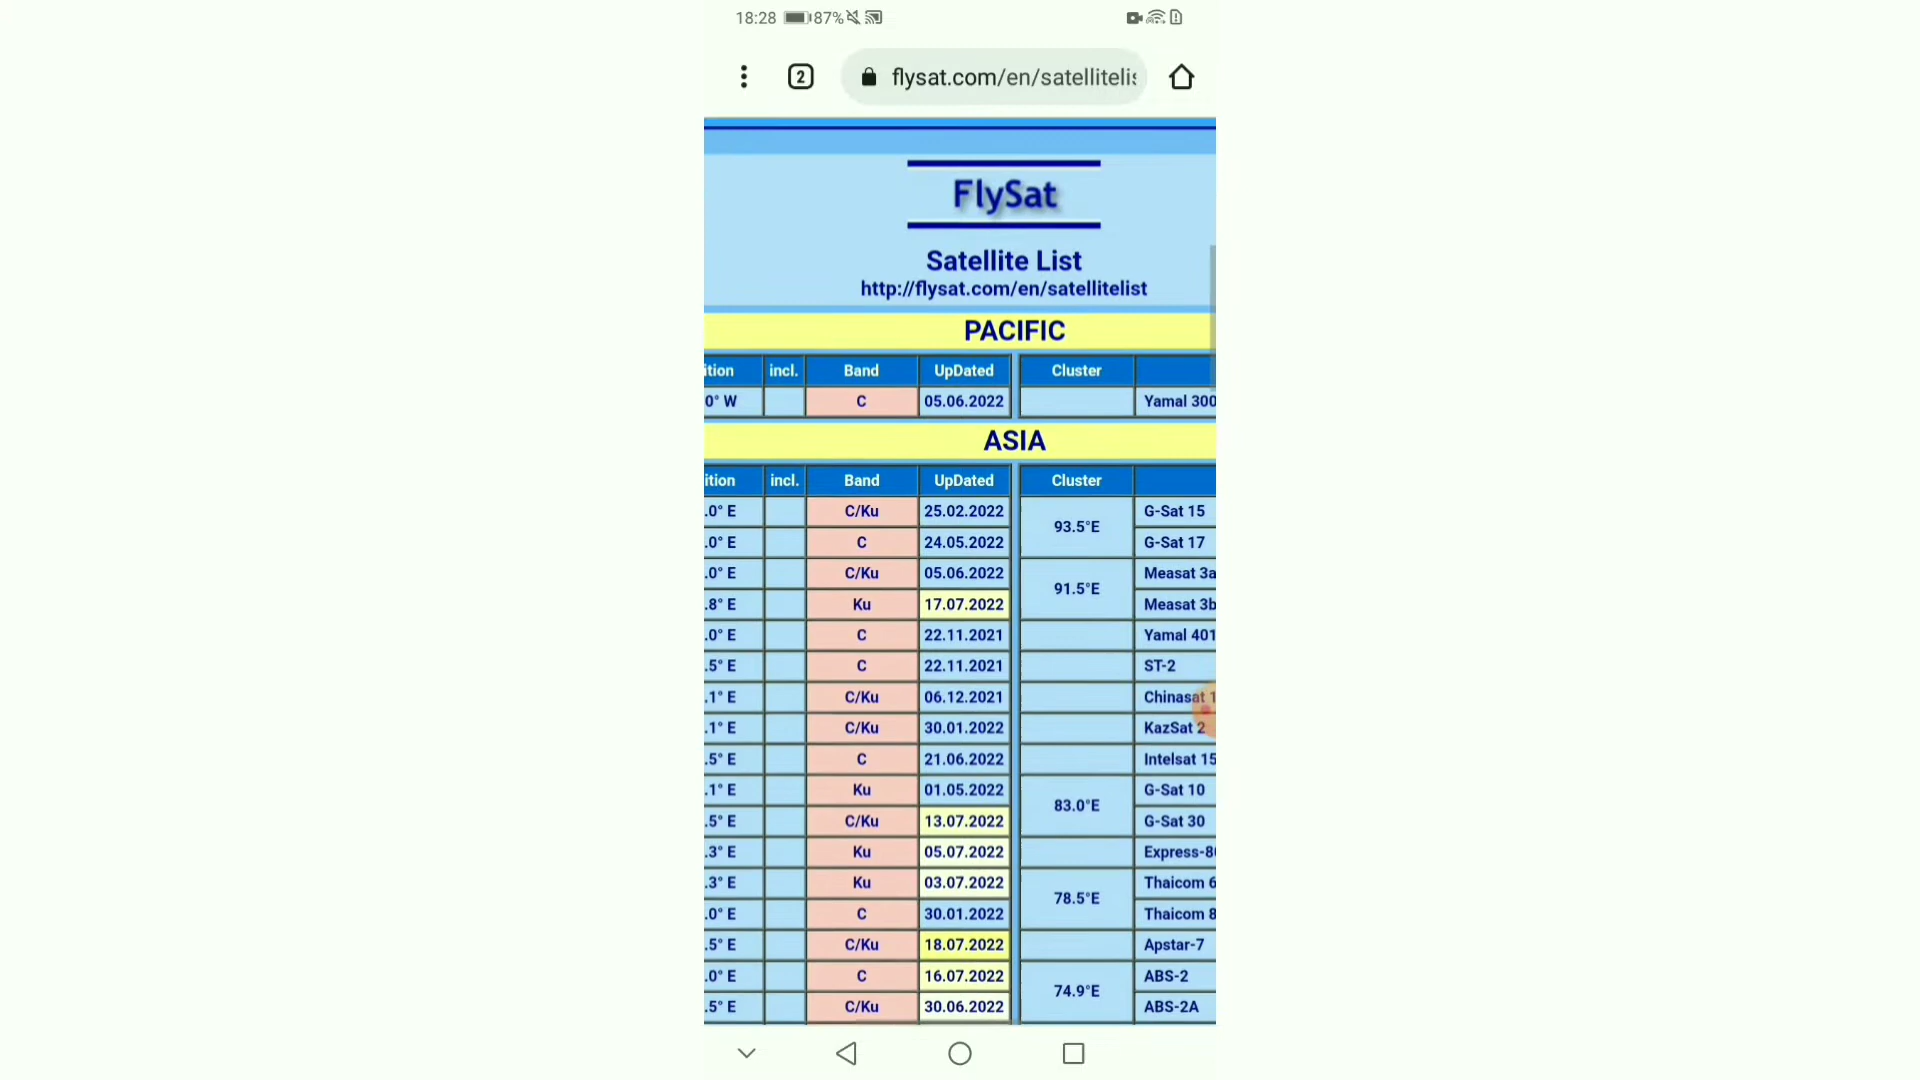 18:28 87%
2 flysat.com/en/satellitelis
FlySat
Satellite List
http://flysat.com/en/satellitelist
PACIFIC
ition incl. Band UpDated Cluster
0° W C 05.06.2022 Yamal 300
ASIA
ition incl. Band UpDated Cluster
.0° E C/Ku 25.02.2022 93.5°E G-Sat 15
.0° E C 24.05.2022 G-Sat 17
.0° E C/Ku 05.06.2022 91.5°E Measat 3a
.8° E Ku 17.07.2022 Measat 3b
.0° E C 22.11.2021 Yamal 401
.5° E C 22.11.2021 ST-2
.1° E C/Ku 06.12.2021 Chinasat 1
.1° E C/Ku 30.01.2022 KazSat 2
.5° E C 21.06.2022 Intelsat 15
.1° E Ku 01.05.2022 83.0°E G-Sat 10
.5° E C/Ku 13.07.2022 G-Sat 30
.3° E Ku 05.07.2022 Express-80
.3° E Ku 03.07.2022 78.5°E Thaicom 6
.0° E C 30.01.2022 Thaicom 8
.5° E C/Ku 18.07.2022 Apstar-7
.0° E C 16.07.2022 74.9°E ABS-2
.5° E C/Ku 30.06.2022 ABS-2A